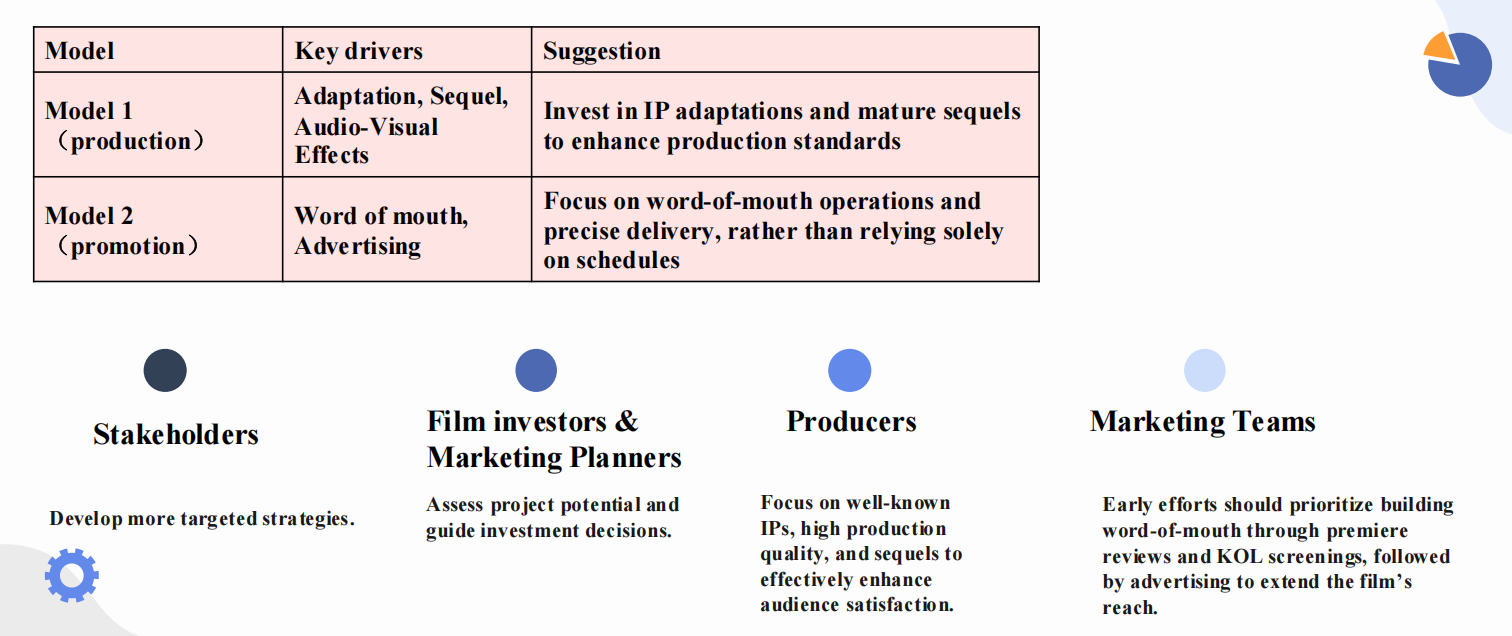 Model Key drivers Suggestion
Model 1
（production）
Adaptation, Sequel,
Audio-Visual
Effects
Invest in IP adaptations and mature sequels
to enhance production standards
Model 2
（promotion）
Word of mouth,
Advertising
Focus on word-of-mouth operations and
precise delivery, rather than relying solely
on schedules
Stakeholders
Develop more targeted strategies.
Film investors &
Marketing Planners
Assess project potential and
guide investment decisions.
Producers
Focus on well-known
IPs, high production
quality, and sequels to
effectively enhance
audience satisfaction.
Marketing Teams
Early efforts should prioritize building
word-of-mouth through premiere
reviews and KOL screenings, followed
by advertising to extend the film’s
reach.